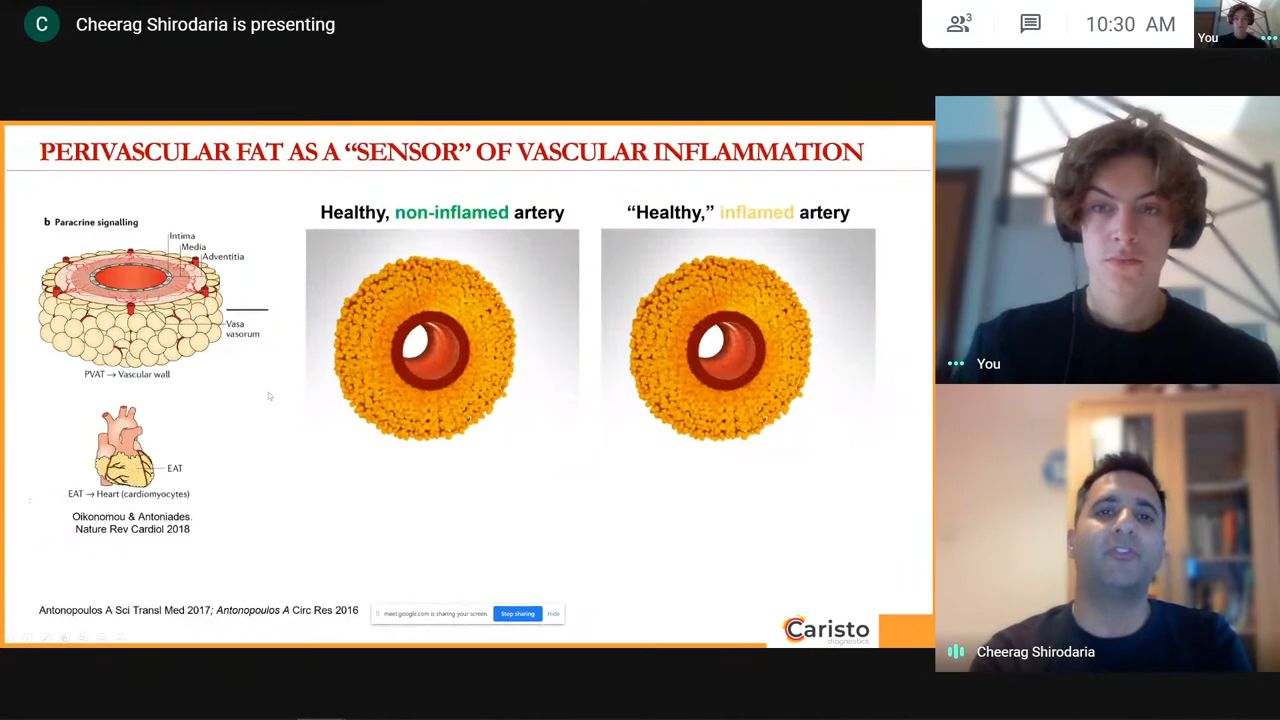 C
Cheerag Shirodaria is presenting
3
10:30 AM
You
PERIVASCULAR FAT AS A “SENSOR” OF VASCULAR INFLAMMATION
b Paracrine signalling
Intima
Media
Adventitia
Vasa
vasorum
PVAT → Vascular wall
EAT
EAT → Heart (cardiomyocytes)
Oikonomou & Antoniades.
Nature Rev Cardiol 2018
Healthy, non-inflamed artery
“Healthy,” inflamed artery
Antonopoulos A Sci Transl Med 2017; Antonopoulos A Circ Res 2016
meet.google.com is sharing your screen.
Stop sharing
Hide
Caristo
diagnostics
You
Cheerag Shirodaria